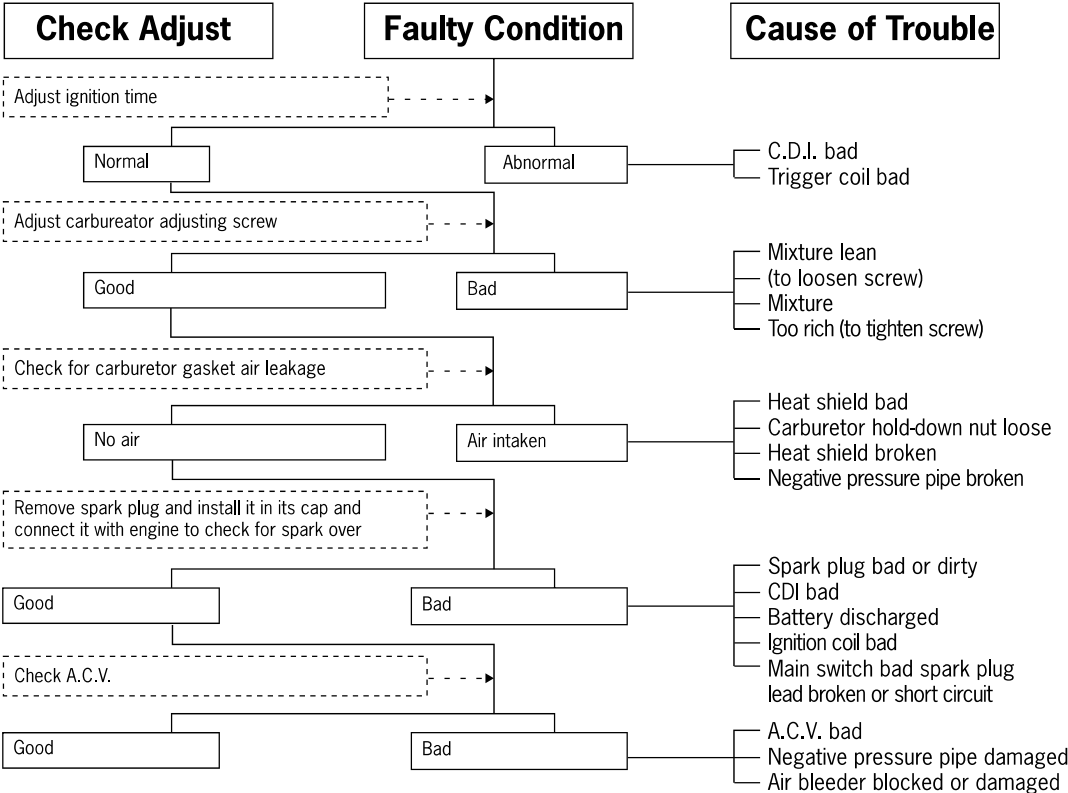 Check Adjust
Faulty Condition
Cause of Trouble
Adjust ignition time
Normal
Abnormal
C.D.I. bad
Trigger coil bad
Adjust carbureator adjusting screw
Good
Bad
Mixture lean
(to loosen screw)
Mixture
Too rich (to tighten screw)
Check for carburetor gasket air leakage
No air
Air intaken
Heat shield bad
Carburetor hold-down nut loose
Heat shield broken
Negative pressure pipe broken
Remove spark plug and install it in its cap and
connect it with engine to check for spark over
Good
Bad
Spark plug bad or dirty
CDI bad
Battery discharged
Ignition coil bad
Main switch bad spark plug
lead broken or short circuit
Check A.C.V.
Good
Bad
A.C.V. bad
Negative pressure pipe damaged
Air bleeder blocked or damaged